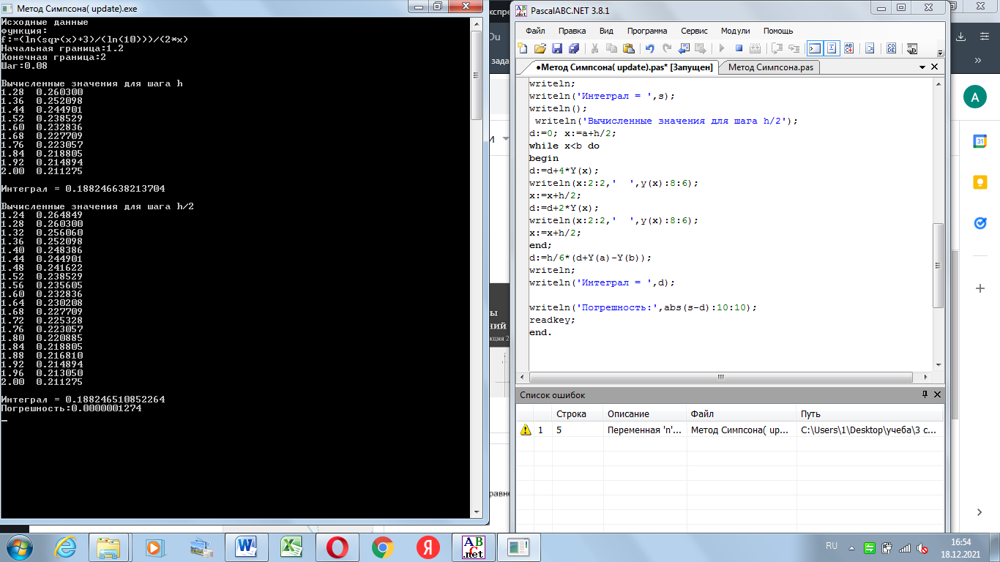 Метод Симпсона( update).exe
Исходные данные
функция:
f:=(ln(sqr(x)+3)/(ln(10)))/(2*x)
Начальная граница:1.2
Конечная граница:2
Шаг:0.08
Вычисленные значения для шага h
1.28 0.260300
1.36 0.252098
1.44 0.244901
1.52 0.238529
1.60 0.232836
1.68 0.227709
1.76 0.223057
1.84 0.218805
1.92 0.214894
2.00 0.211275
Интеграл = 0.188246638213704
Вычисленные значения для шага h/2
1.24 0.264849
1.28 0.260300
1.32 0.256060
1.36 0.252098
1.40 0.248386
1.44 0.244901
1.48 0.241622
1.52 0.238529
1.56 0.235605
1.60 0.232836
1.64 0.230208
1.68 0.227709
1.72 0.225328
1.76 0.223057
1.80 0.220885
1.84 0.218805
1.88 0.216810
1.92 0.214894
1.96 0.213050
2.00 0.211275
Интеграл = 0.188246510852264
Погрешность:0.0000001274
PascalABC.NET 3.8.1
Файл Правка Вид Программа Сервис Модули Помощь
•Метод Симпсона( update).pas* [Запущен] Метод Симпсона.pas
writeln;
writeln('Интеграл = ',s);
writeln();
writeln('Вычисленные значения для шага h/2');
d:=0; x:=a+h/2;
while x<b do
begin
d:=d+4*Y(x);
writeln(x:2:2,'  ',y(x):8:6);
x:=x+h/2;
d:=d+2*Y(x);
writeln(x:2:2,'  ',y(x):8:6);
x:=x+h/2;
end;
d:=h/6*(d+Y(a)-Y(b));
writeln;
writeln('Интеграл = ',d);
writeln('Погрешность:',abs(s-d):10:10);
readkey;
end.
Список ошибок
Строка Описание Файл Путь
1 5 Переменная 'n'... Метод Симпсона( up... C:\Users\1\Desktop\учеба\3 с...
A
31
RU
16:54
18.12.2021